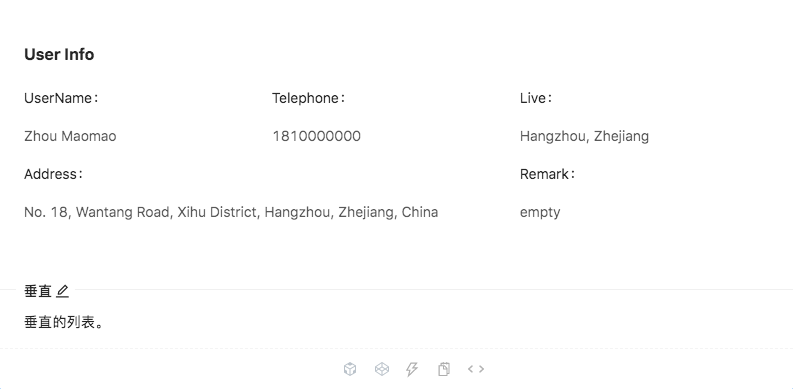 User Info
UserName：	Telephone：	Live：
Zhou Maomao	1810000000	Hangzhou, Zhejiang
Address：	Remark：
No. 18, Wantang Road, Xihu District, Hangzhou, Zhejiang, China	empty
垂直
垂直的列表。